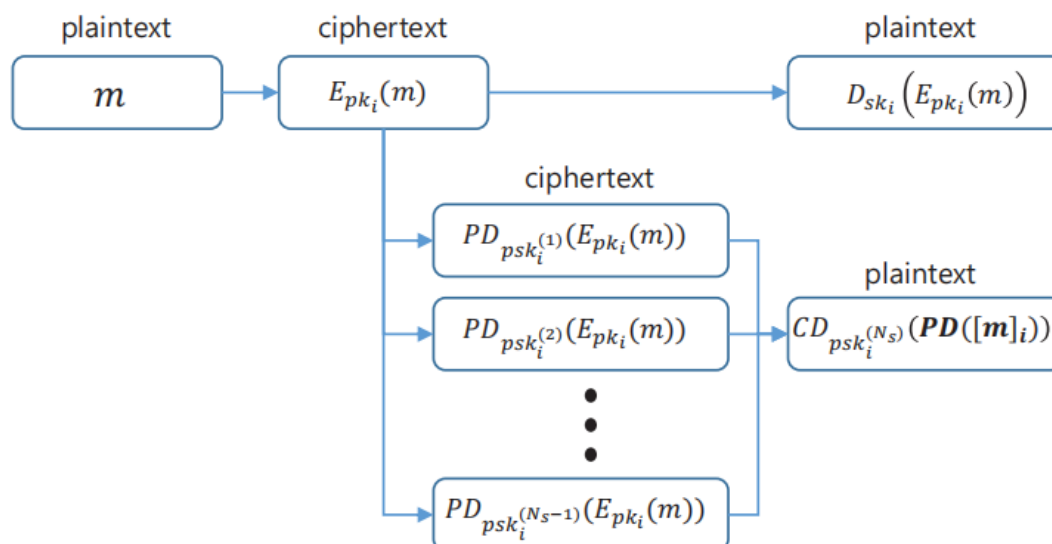 plaintext ciphertext plaintext
m E_{pk_i}(m) D_{sk_i}(E_{pk_i}(m))
ciphertext
PD_{psk_i^{(1)}}(E_{pk_i}(m))
plaintext
PD_{psk_i^{(2)}}(E_{pk_i}(m)) CD_{psk_i^{(N_s)}}(PD([m]_i))
PD_{psk_i^{(N_s-1)}}(E_{pk_i}(m))